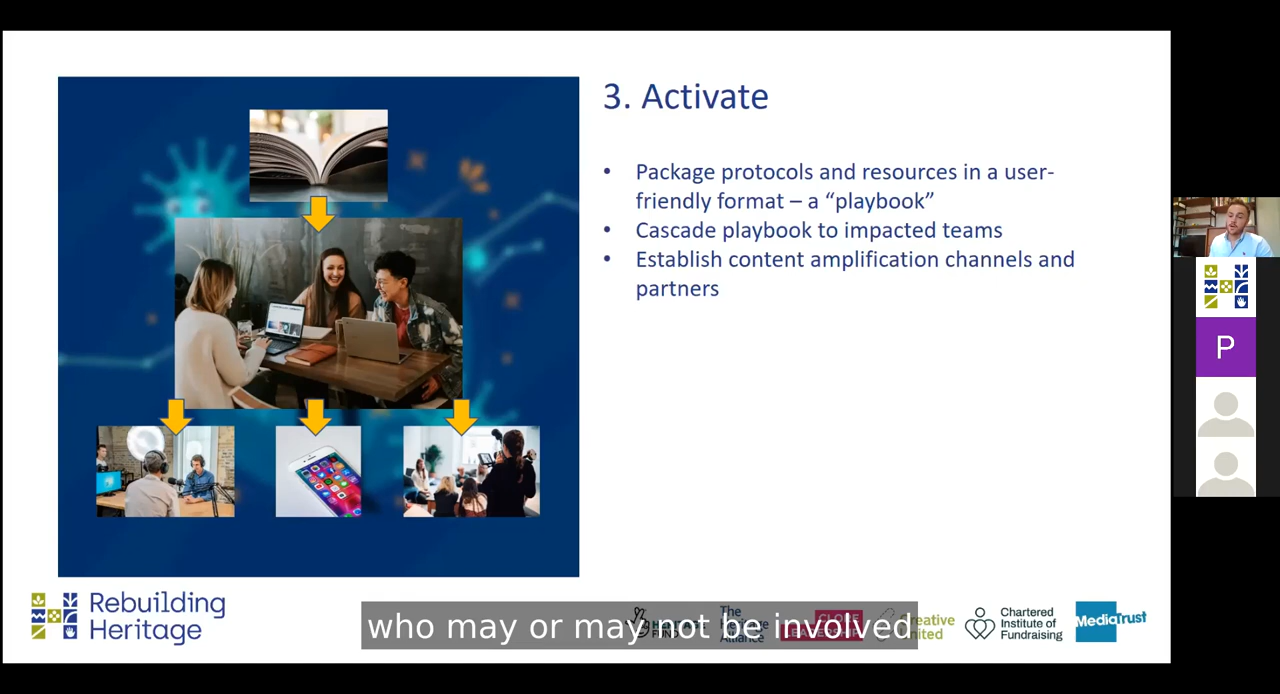 3. Activate
• Package protocols and resources in a user-
friendly format – a “playbook”
• Cascade playbook to impacted teams
• Establish content amplification channels and
partners
P
Rebuilding
Heritage
who may or may not be involved
The
Chartered
Institute of
Fundraising
MediaTrust